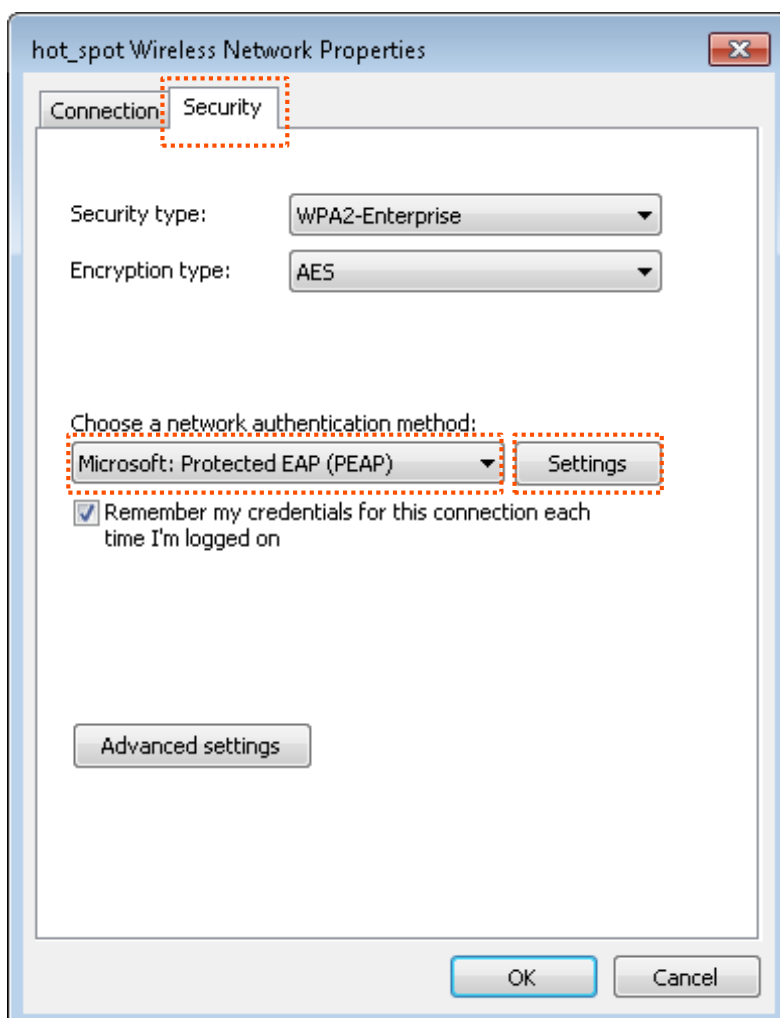 hot_spot Wireless Network Properties
Connection
Security
Security type:
WPA2-Enterprise
Encryption type:
AES
Choose a network authentication method:
Microsoft: Protected EAP (PEAP)
Settings
Remember my credentials for this connection each
time I'm logged on
Advanced settings
OK
Cancel